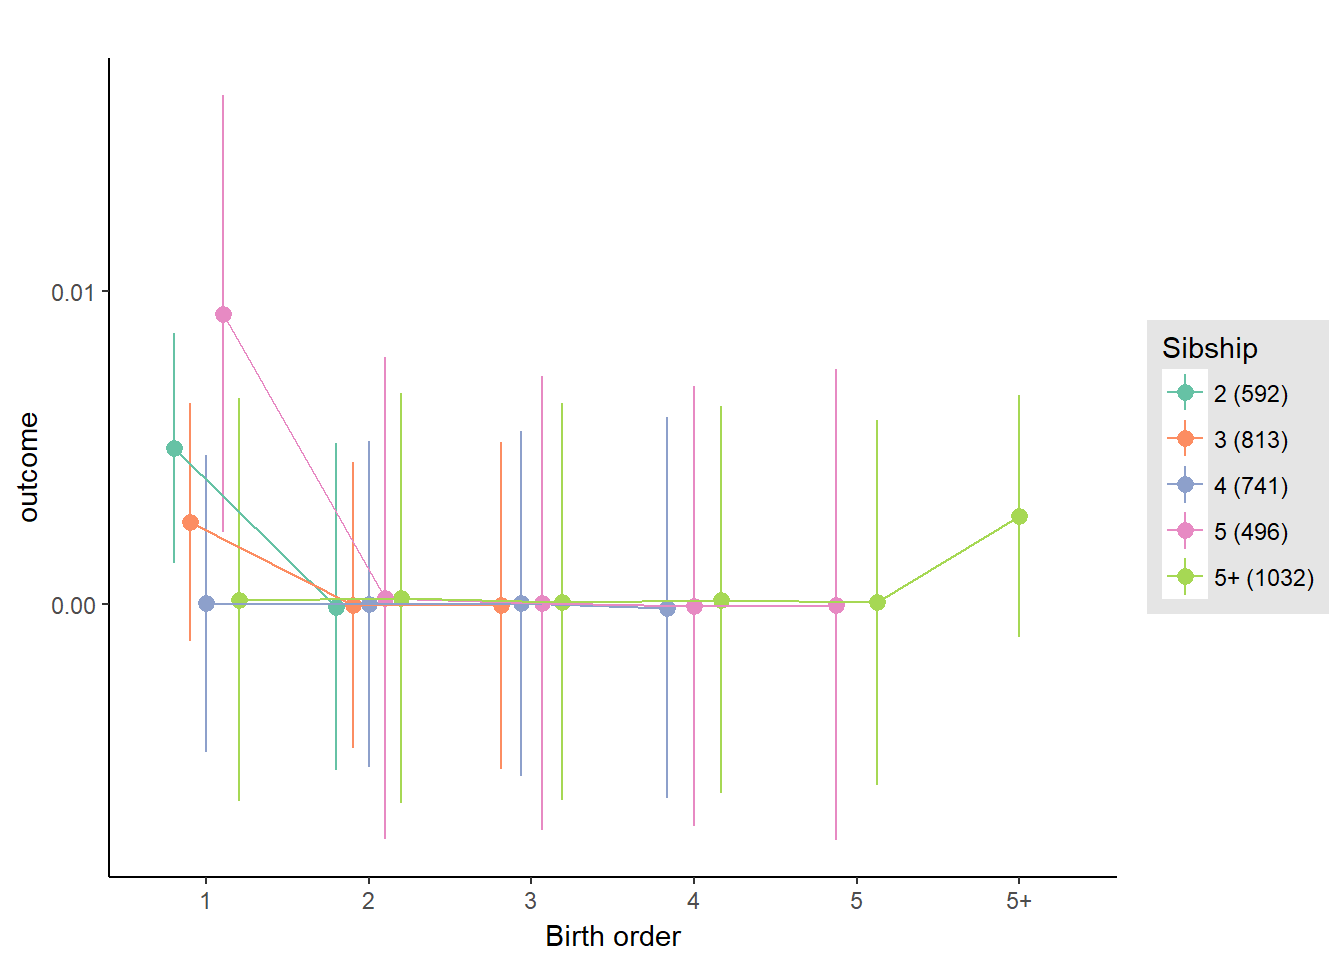 0.01
0.00
outcome
1 2 3 4 5 5+
Birth order
Sibship
2 (592)
3 (813)
4 (741)
5 (496)
5+ (1032)